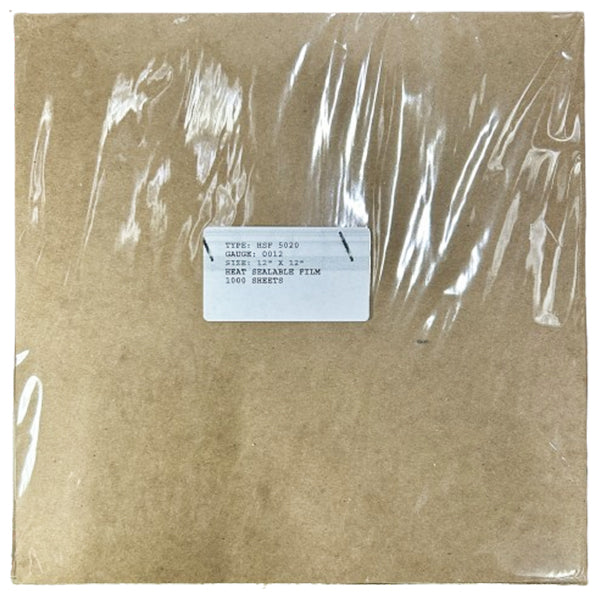 TYPE: HSF 5020
GAUGE: 0012
SIZE: 12" X 12"
HEAT SEALABLE FILM
1000 SHEETS